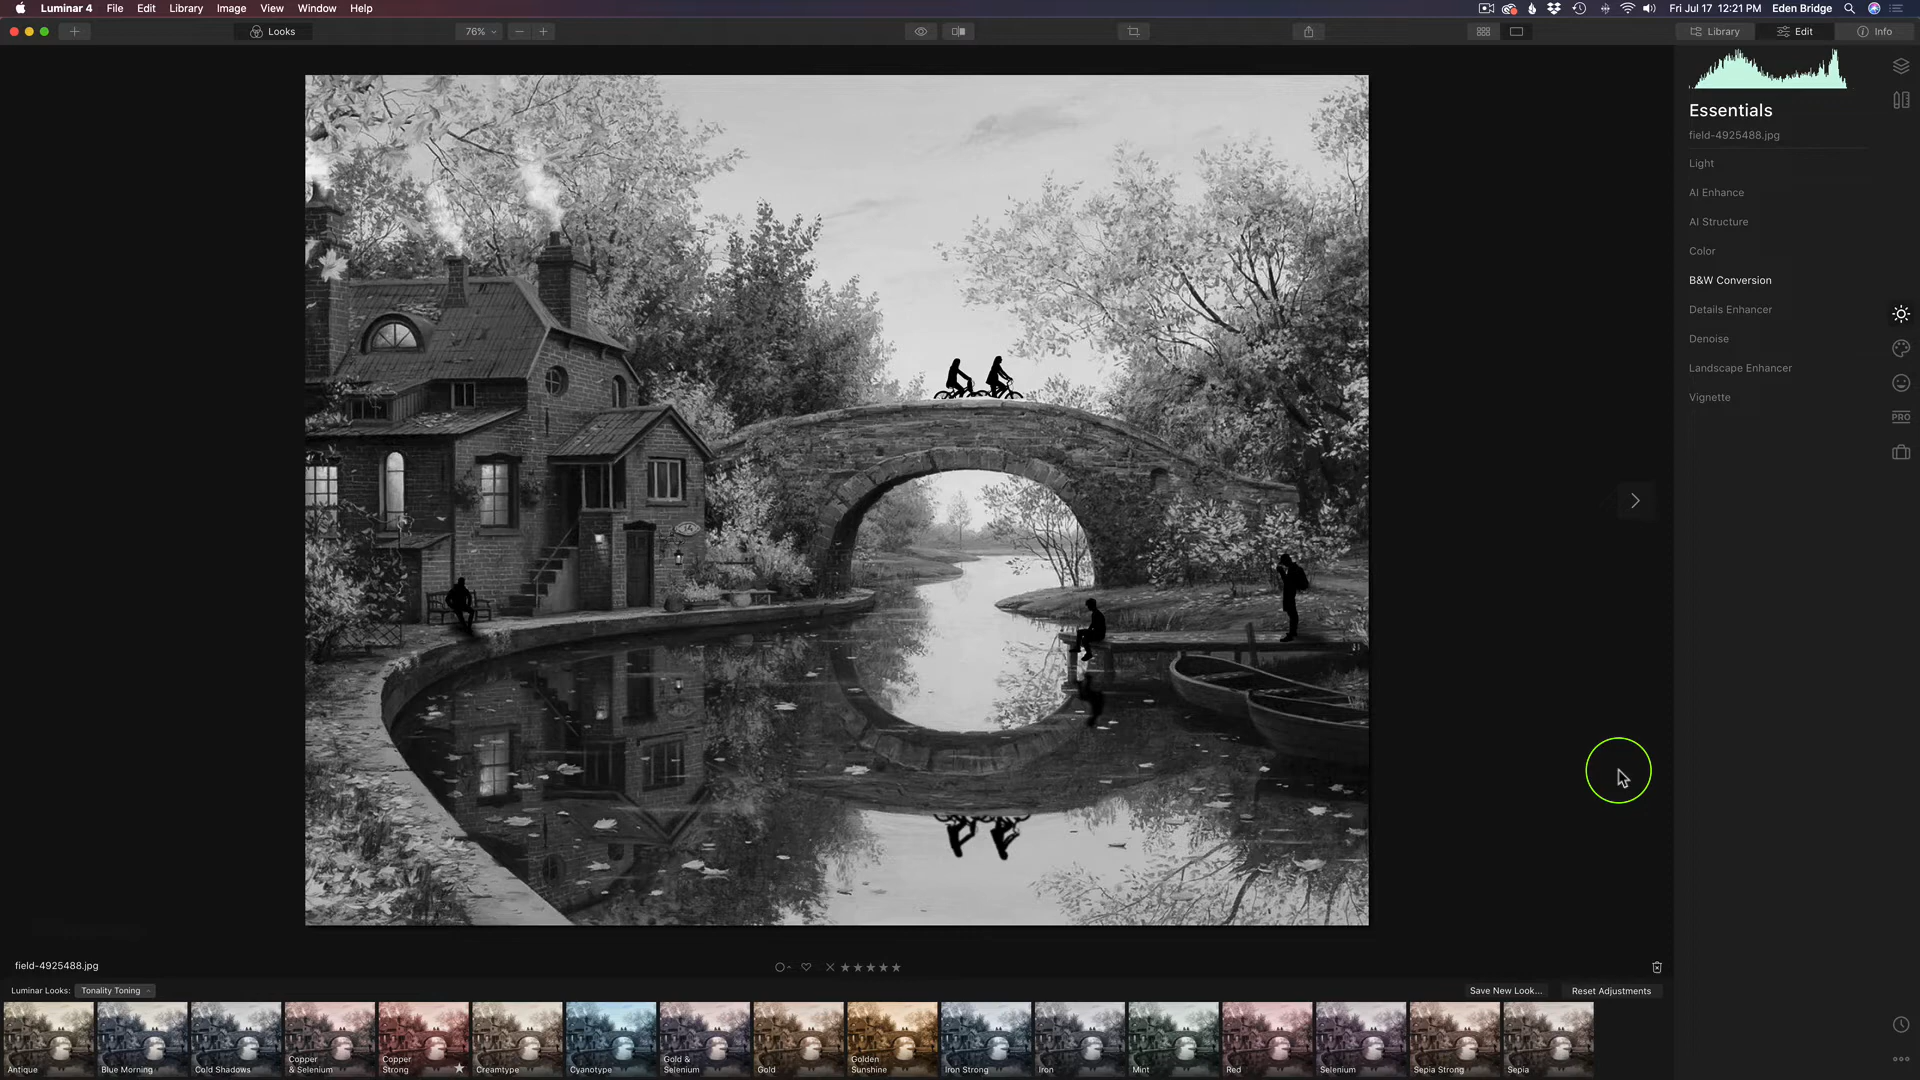 Luminar 4 File Edit Library Image View Window Help Fri Jul 17 12:21 PM Eden Bridge
Looks 76% Library Edit Info
Essentials
field-4925488.jpg
Light
AI Enhance
AI Structure
Color
B&W Conversion
Details Enhancer
Denoise
Landscape Enhancer
Vignette
PRO
field-4925488.jpg
Luminar Looks: Tonality Toning Save New Look... Reset Adjustments
Antique
Blue Morning
Cold Shadows
Copper
& Selenium
Copper
Strong
Creamtype
Cyanotype
Gold &
Selenium
Gold
Golden
Sunshine
Iron Strong
Iron
Mint
Red
Selenium
Sepia Strong
Sepia